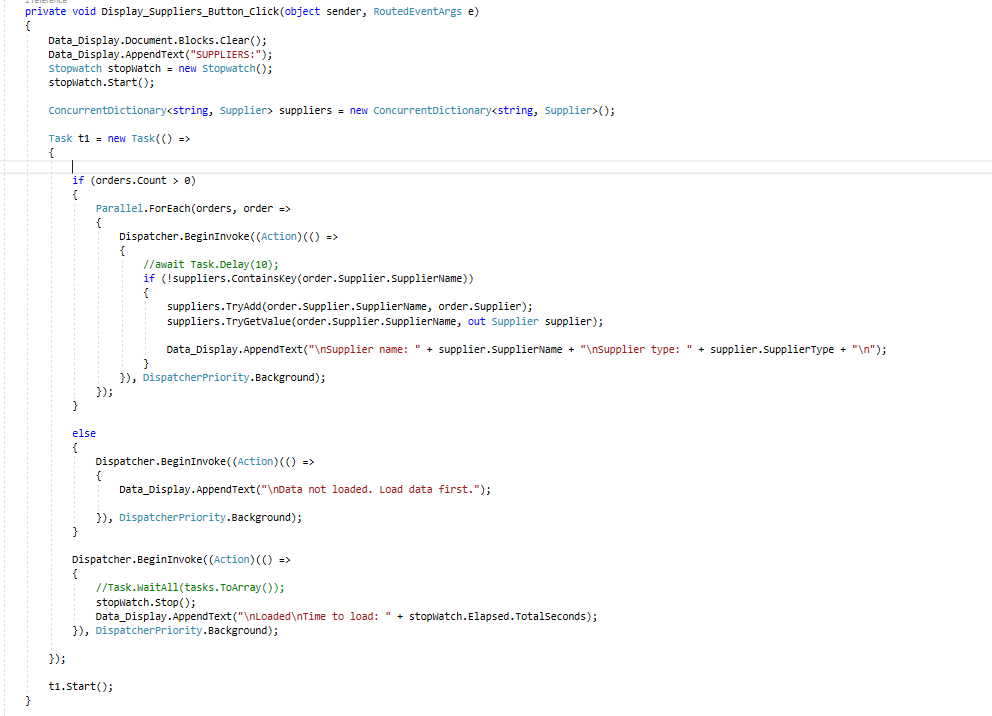 1 reference
private void Display_Suppliers_Button_Click(object sender, RoutedEventArgs e)
{
    Data_Display.Document.Blocks.Clear();
    Data_Display.AppendText("SUPPLIERS:");
    Stopwatch stopWatch = new Stopwatch();
    stopWatch.Start();

    ConcurrentDictionary<string, Supplier> suppliers = new ConcurrentDictionary<string, Supplier>();

    Task t1 = new Task(() =>
    {

        if (orders.Count > 0)
        {
            Parallel.ForEach(orders, order =>
            {
                Dispatcher.BeginInvoke((Action)(() =>
                {
                    //await Task.Delay(10);
                    if (!suppliers.ContainsKey(order.Supplier.SupplierName))
                    {
                        suppliers.TryAdd(order.Supplier.SupplierName, order.Supplier);
                        suppliers.TryGetValue(order.Supplier.SupplierName, out Supplier supplier);

                        Data_Display.AppendText("\nSupplier name: " + supplier.SupplierName + "\nSupplier type: " + supplier.SupplierType + "\n");
                    }
                }), DispatcherPriority.Background);
            });
        }

        else
        {
            Dispatcher.BeginInvoke((Action)(() =>
            {
                Data_Display.AppendText("\nData not loaded. Load data first.");

            }), DispatcherPriority.Background);
        }

        Dispatcher.BeginInvoke((Action)(() =>
        {
            //Task.WaitAll(tasks.ToArray());
            stopWatch.Stop();
            Data_Display.AppendText("\nLoaded\nTime to load: " + stopWatch.Elapsed.TotalSeconds);
        }), DispatcherPriority.Background);

    });

    t1.Start();
}